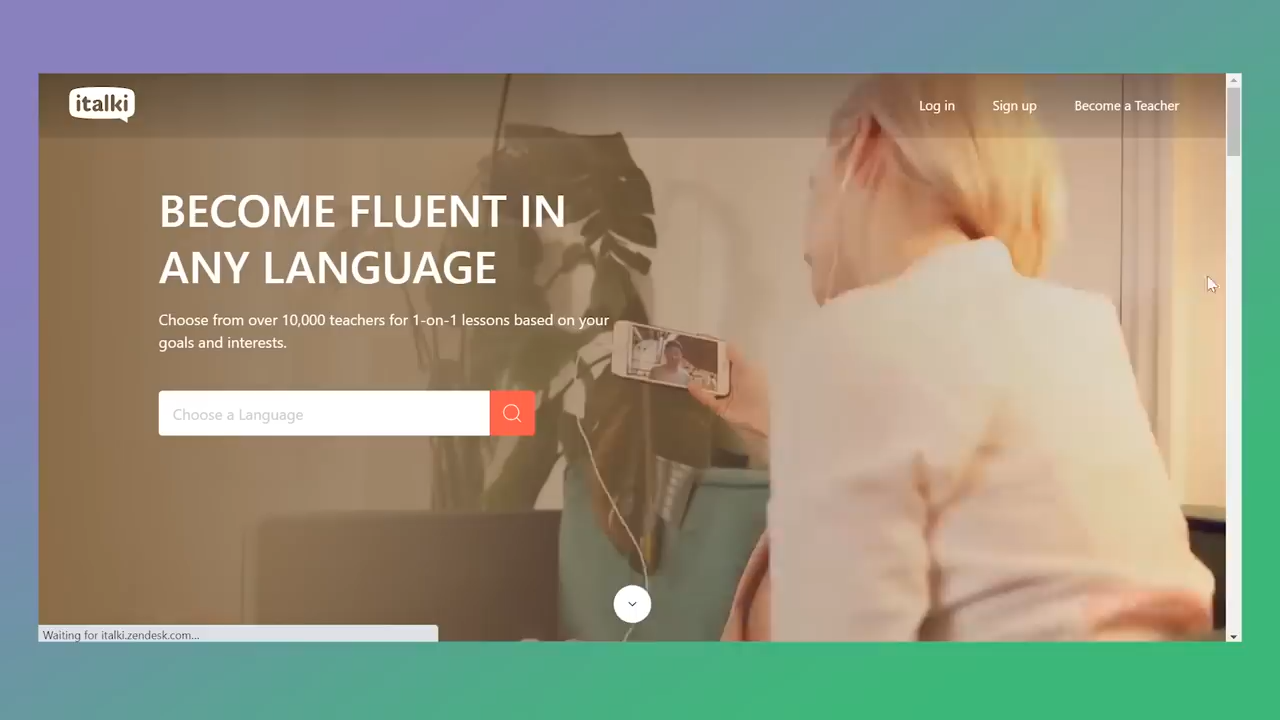 italki
Log in
Sign up
Become a Teacher
BECOME FLUENT IN
ANY LANGUAGE
Choose from over 10,000 teachers for 1-on-1 lessons based on your
goals and interests.
Choose a Language
Waiting for italki.zendesk.com...